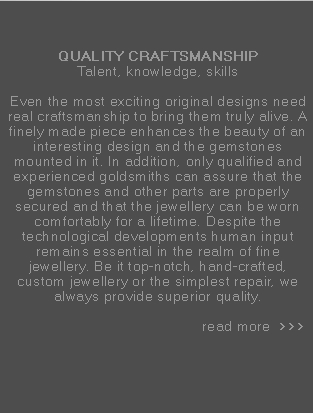 QUALITY CRAFTSMANSHIP
Talent, knowledge, skills
Even the most exciting original designs need
real craftsmanship to bring them truly alive. A
finely made piece enhances the beauty of an
interesting design and the gemstones
mounted in it. In addition, only qualified and
experienced goldsmiths can assure that the
gemstones and other parts are properly
secured and that the jewellery can be worn
comfortably for a lifetime. Despite the
technological developments human input
remains essential in the realm of fine
jewellery. Be it top-notch, hand-crafted,
custom jewellery or the simplest repair, we
always provide superior quality.
read more >>>